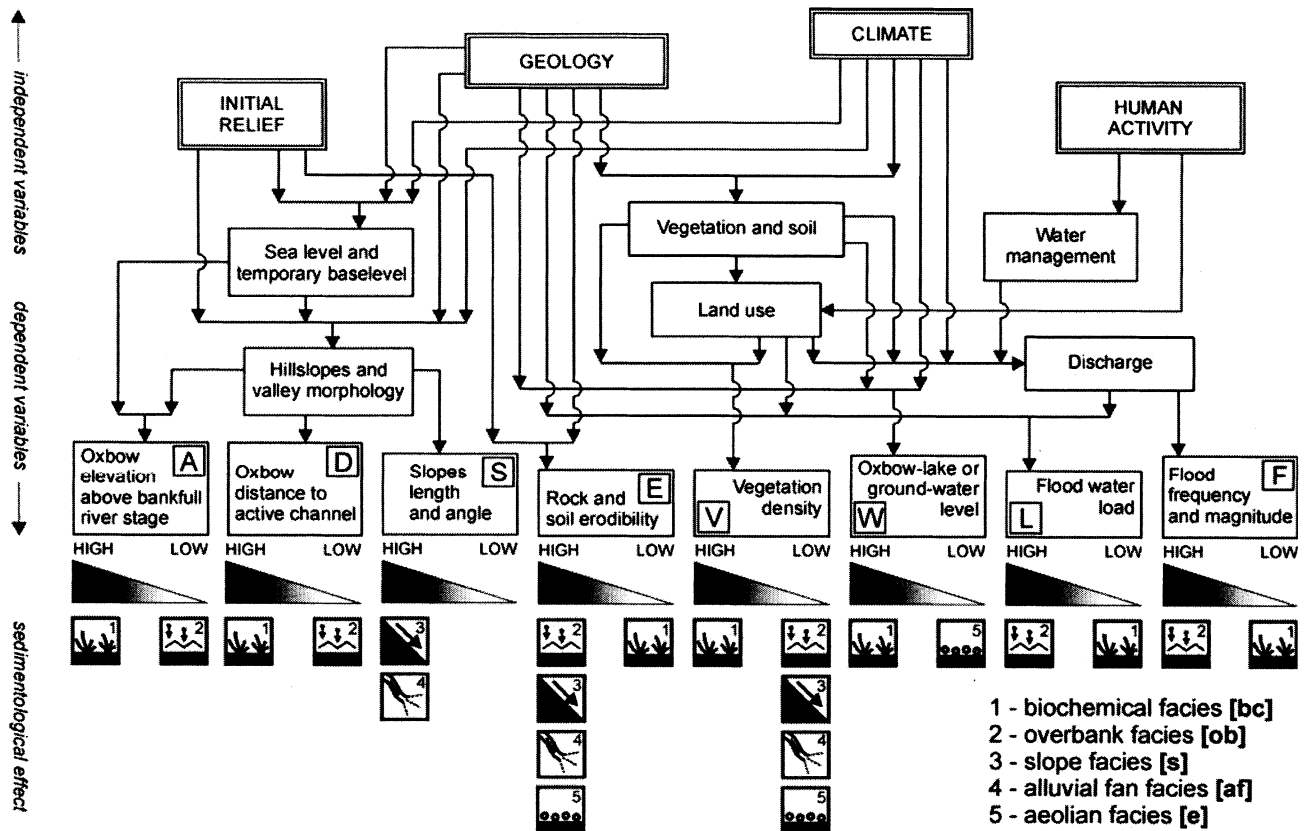 independent variables
dependent variables
sedimentological effect
CLIMATE
GEOLOGY
INITIAL
RELIEF
HUMAN
ACTIVITY
Vegetation and soil
Water
management
Sea level and
temporary baselevel
Land use
Hillslopes and
valley morphology
Discharge
A
Oxbow
elevation
above bankfull
river stage
D
Oxbow
distance to
active channel
S
Slopes
length
and angle
E
Rock and
soil erodibility
Vegetation
density
V
Oxbow-lake or
ground-water
level
W
Flood water
load
L
F
Flood
frequency
and magnitude
HIGH LOW
HIGH LOW
HIGH LOW
HIGH LOW
HIGH LOW
HIGH LOW
HIGH LOW
HIGH LOW
1 2 1 2 3 2 1 1 2 1 5 2 1 2 1
4 3 3
4 4
5 5
1 - biochemical facies [bc]
2 - overbank facies [ob]
3 - slope facies [s]
4 - alluvial fan facies [af]
5 - aeolian facies [e]